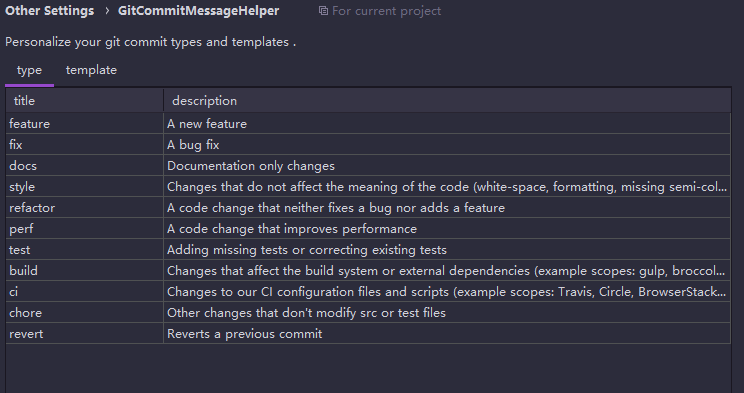 Other Settings › GitCommitMessageHelper For current project
Personalize your git commit types and templates .
type template
title description
feature A new feature
fix A bug fix
docs Documentation only changes
style Changes that do not affect the meaning of the code (white-space, formatting, missing semi-col...
refactor A code change that neither fixes a bug nor adds a feature
perf A code change that improves performance
test Adding missing tests or correcting existing tests
build Changes that affect the build system or external dependencies (example scopes: gulp, broccol...
ci Changes to our CI configuration files and scripts (example scopes: Travis, Circle, BrowserStack...
chore Other changes that don't modify src or test files
revert Reverts a previous commit